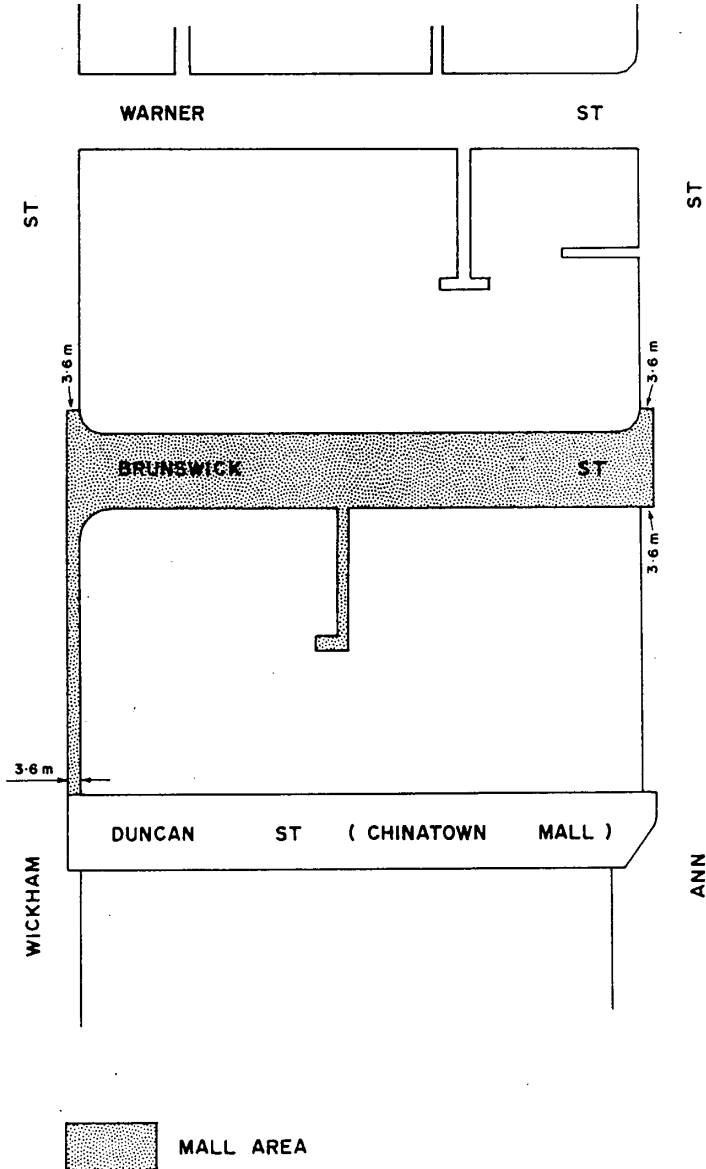 WARNER ST
ST
ST
3·6 m
3·6 m
BRUNSWICK ST
3·6 m
3·6 m
DUNCAN ST ( CHINATOWN MALL )
WICKHAM
ANN
MALL AREA